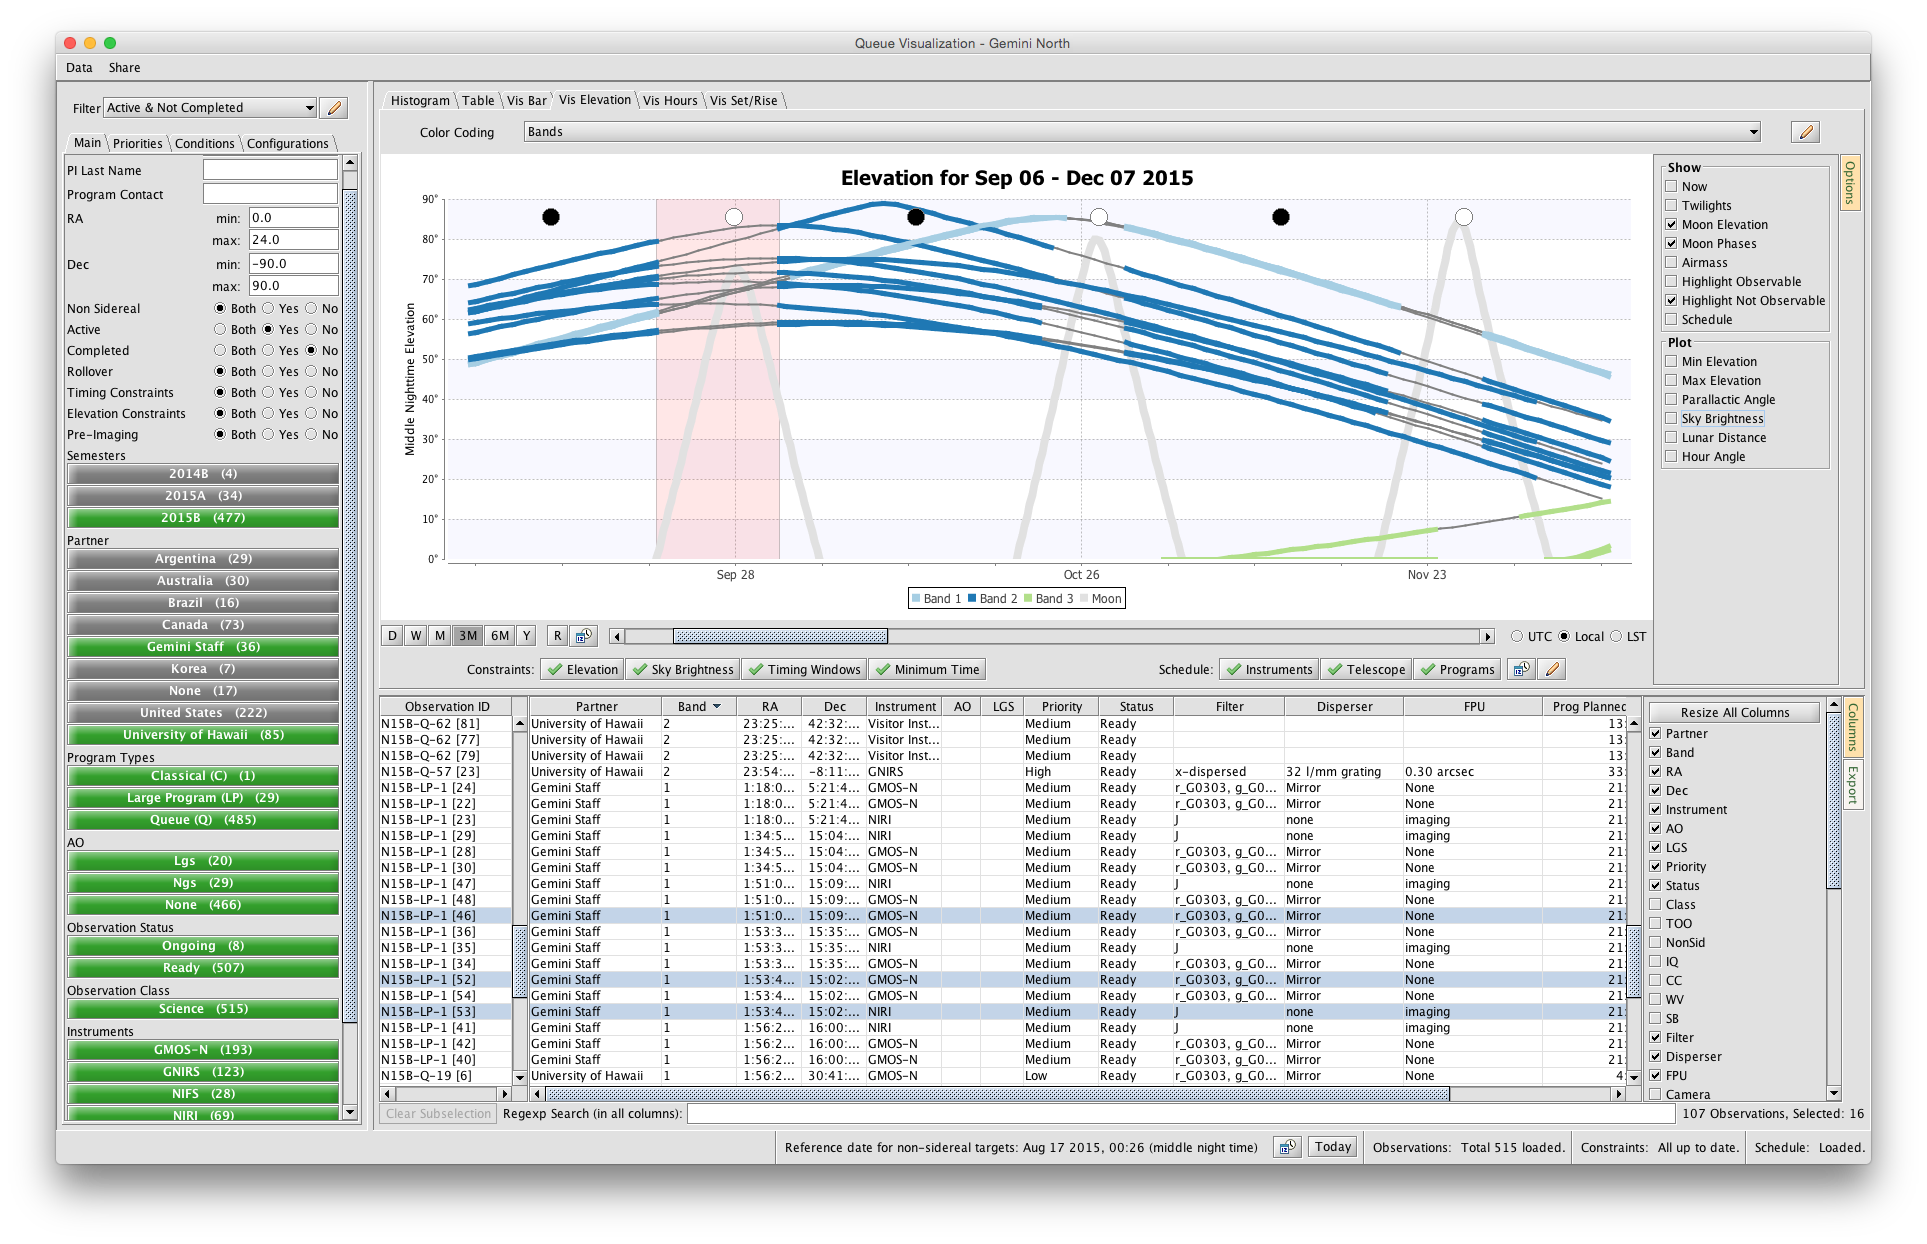 Queue Visualization - Gemini North
Data Share
Filter Active & Not Completed
Main Priorities Conditions Configurations
PI Last Name
Program Contact
RA min: 0.0
max: 24.0
Dec min: -90.0
max: 90.0
Non Sidereal Both Yes No
Active Both Yes No
Completed Both Yes No
Rollover Both Yes No
Timing Constraints Both Yes No
Elevation Constraints Both Yes No
Pre-Imaging Both Yes No
Semesters
2014B (4)
2015A (34)
2015B (477)
Partner
Argentina (29)
Australia (30)
Brazil (16)
Canada (73)
Gemini Staff (36)
Korea (7)
None (17)
United States (222)
University of Hawaii (85)
Program Types
Classical (C) (1)
Large Program (LP) (29)
Queue (Q) (485)
AO
Lgs (20)
Ngs (29)
None (466)
Observation Status
Ongoing (8)
Ready (507)
Observation Class
Science (515)
Instruments
GMOS-N (193)
GNIRS (123)
NIFS (28)
NIRI (69)
Histogram Table Vis Bar Vis Elevation Vis Hours Vis Set/Rise
Color Coding Bands
Elevation for Sep 06 - Dec 07 2015
Middle Nighttime Elevation
90°
80°
70°
60°
50°
40°
30°
20°
10°
0°
Sep 28 Oct 26 Nov 23
Band 1 Band 2 Band 3 Moon
Show
Now
Twilights
Moon Elevation
Moon Phases
Airmass
Highlight Observable
Highlight Not Observable
Schedule
Plot
Min Elevation
Max Elevation
Parallactic Angle
Sky Brightness
Lunar Distance
Hour Angle
Options
D W M 3M 6M Y R UTC Local LST
Constraints: Elevation Sky Brightness Timing Windows Minimum Time Schedule: Instruments Telescope Programs
Observation ID Partner Band RA Dec Instrument AO LGS Priority Status Filter Disperser FPU Prog Planned
N15B-Q-62 [81] University of Hawaii 2 23:25:... 42:32:... Visitor Inst... Medium Ready 13:
N15B-Q-62 [77] University of Hawaii 2 23:25:... 42:32:... Visitor Inst... Medium Ready 13:
N15B-Q-62 [79] University of Hawaii 2 23:25:... 42:32:... Visitor Inst... Medium Ready 13:
N15B-Q-57 [23] University of Hawaii 2 23:54:... -8:11:... GNIRS High Ready x-dispersed 32 l/mm grating 0.30 arcsec 33:
N15B-LP-1 [24] Gemini Staff 1 1:18:0... 5:21:4... GMOS-N Medium Ready r_G0303, g_G0... Mirror None 21:
N15B-LP-1 [22] Gemini Staff 1 1:18:0... 5:21:4... GMOS-N Medium Ready r_G0303, g_G0... Mirror None 21:
N15B-LP-1 [23] Gemini Staff 1 1:18:0... 5:21:4... NIRI Medium Ready J none imaging 21:
N15B-LP-1 [29] Gemini Staff 1 1:34:5... 15:04:... NIRI Medium Ready J none imaging 21:
N15B-LP-1 [28] Gemini Staff 1 1:34:5... 15:04:... GMOS-N Medium Ready r_G0303, g_G0... Mirror None 21:
N15B-LP-1 [30] Gemini Staff 1 1:34:5... 15:04:... GMOS-N Medium Ready r_G0303, g_G0... Mirror None 21:
N15B-LP-1 [47] Gemini Staff 1 1:51:0... 15:09:... NIRI Medium Ready J none imaging 21:
N15B-LP-1 [48] Gemini Staff 1 1:51:0... 15:09:... GMOS-N Medium Ready r_G0303, g_G0... Mirror None 21:
N15B-LP-1 [46] Gemini Staff 1 1:51:0... 15:09:... GMOS-N Medium Ready r_G0303, g_G0... Mirror None 21:
N15B-LP-1 [36] Gemini Staff 1 1:53:3... 15:35:... GMOS-N Medium Ready r_G0303, g_G0... Mirror None 21:
N15B-LP-1 [35] Gemini Staff 1 1:53:3... 15:35:... NIRI Medium Ready J none imaging 21:
N15B-LP-1 [34] Gemini Staff 1 1:53:3... 15:35:... GMOS-N Medium Ready r_G0303, g_G0... Mirror None 21:
N15B-LP-1 [52] Gemini Staff 1 1:53:4... 15:02:... GMOS-N Medium Ready r_G0303, g_G0... Mirror None 21:
N15B-LP-1 [54] Gemini Staff 1 1:53:4... 15:02:... GMOS-N Medium Ready r_G0303, g_G0... Mirror None 21:
N15B-LP-1 [53] Gemini Staff 1 1:53:4... 15:02:... NIRI Medium Ready J none imaging 21:
N15B-LP-1 [41] Gemini Staff 1 1:56:2... 16:00:... NIRI Medium Ready J none imaging 21:
N15B-LP-1 [42] Gemini Staff 1 1:56:2... 16:00:... GMOS-N Medium Ready r_G0303, g_G0... Mirror None 21:
N15B-LP-1 [40] Gemini Staff 1 1:56:2... 16:00:... GMOS-N Medium Ready r_G0303, g_G0... Mirror None 21:
N15B-Q-19 [6] University of Hawaii 1 1:56:2... 30:41:... GMOS-N Low Ready r_G0303, g_G0... Mirror None 4:
Resize All Columns
Partner
Band
RA
Dec
Instrument
AO
LGS
Priority
Status
Class
TOO
NonSid
IQ
CC
WV
SB
Filter
Disperser
FPU
Camera
Columns
Export
Clear Subselection Regexp Search (in all columns): 107 Observations, Selected: 16
Reference date for non-sidereal targets: Aug 17 2015, 00:26 (middle night time) Today Observations: Total 515 loaded. Constraints: All up to date. Schedule: Loaded.